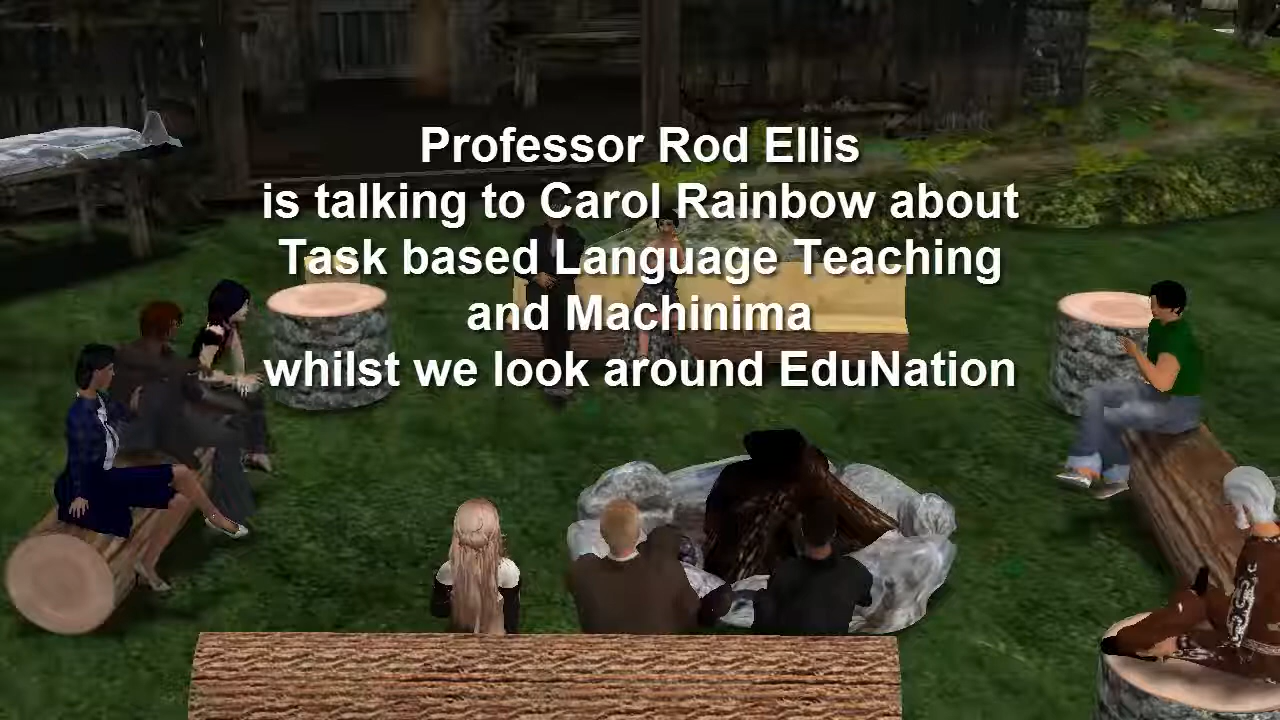 Professor Rod Ellis
is talking to Carol Rainbow about
Task based Language Teaching
and Machinima
whilst we look around EduNation